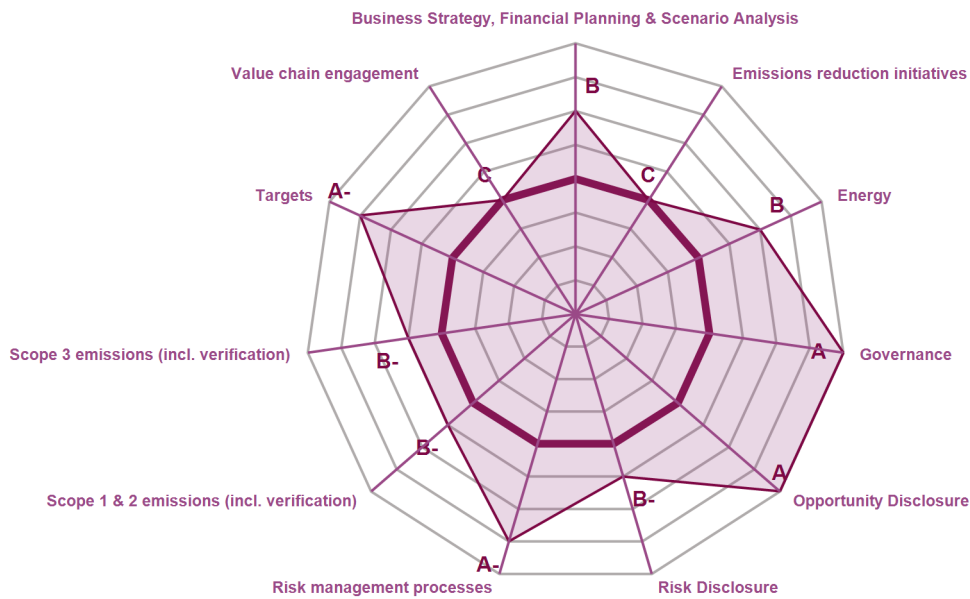 Business Strategy, Financial Planning & Scenario Analysis
Value chain engagement
Emissions reduction initiatives
B
C
C
Targets
A-
B
Energy
Scope 3 emissions (incl. verification)
B-
A
Governance
Scope 1 & 2 emissions (incl. verification)
B-
A
Opportunity Disclosure
B-
A-
Risk management processes
Risk Disclosure